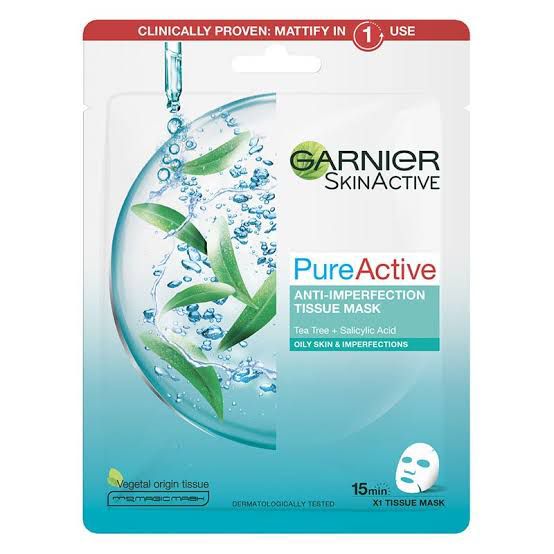 CLINICALLY PROVEN: MATTIFY IN 1 USE
GARNIER
SKINACTIVE
PureActive
ANTI-IMPERFECTION
TISSUE MASK
Tea Tree + Salicylic Acid
OILY SKIN & IMPERFECTIONS
Vegetal origin tissue
DERMATOLOGICALLY TESTED
15min
X1 TISSUE MASK